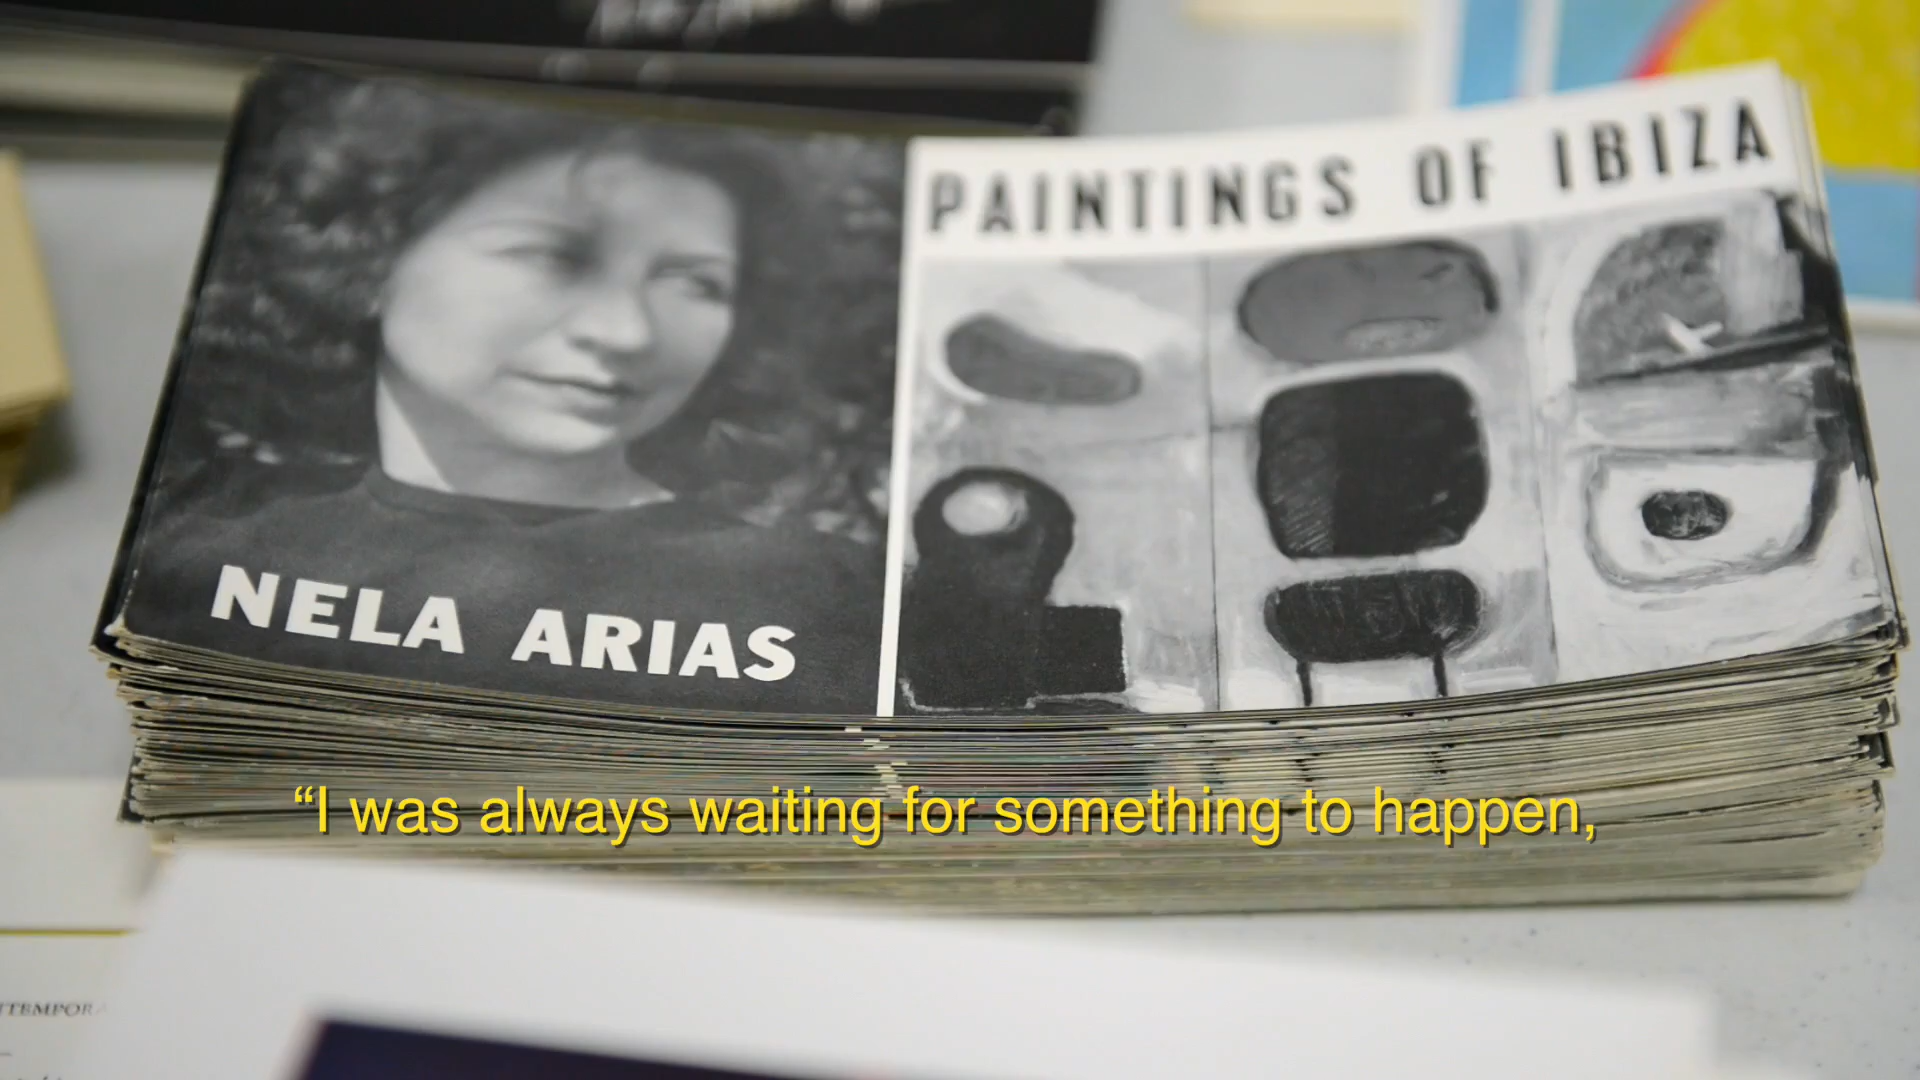 PAINTINGS OF IBIZA
NELA ARIAS
“I was always waiting for something to happen,